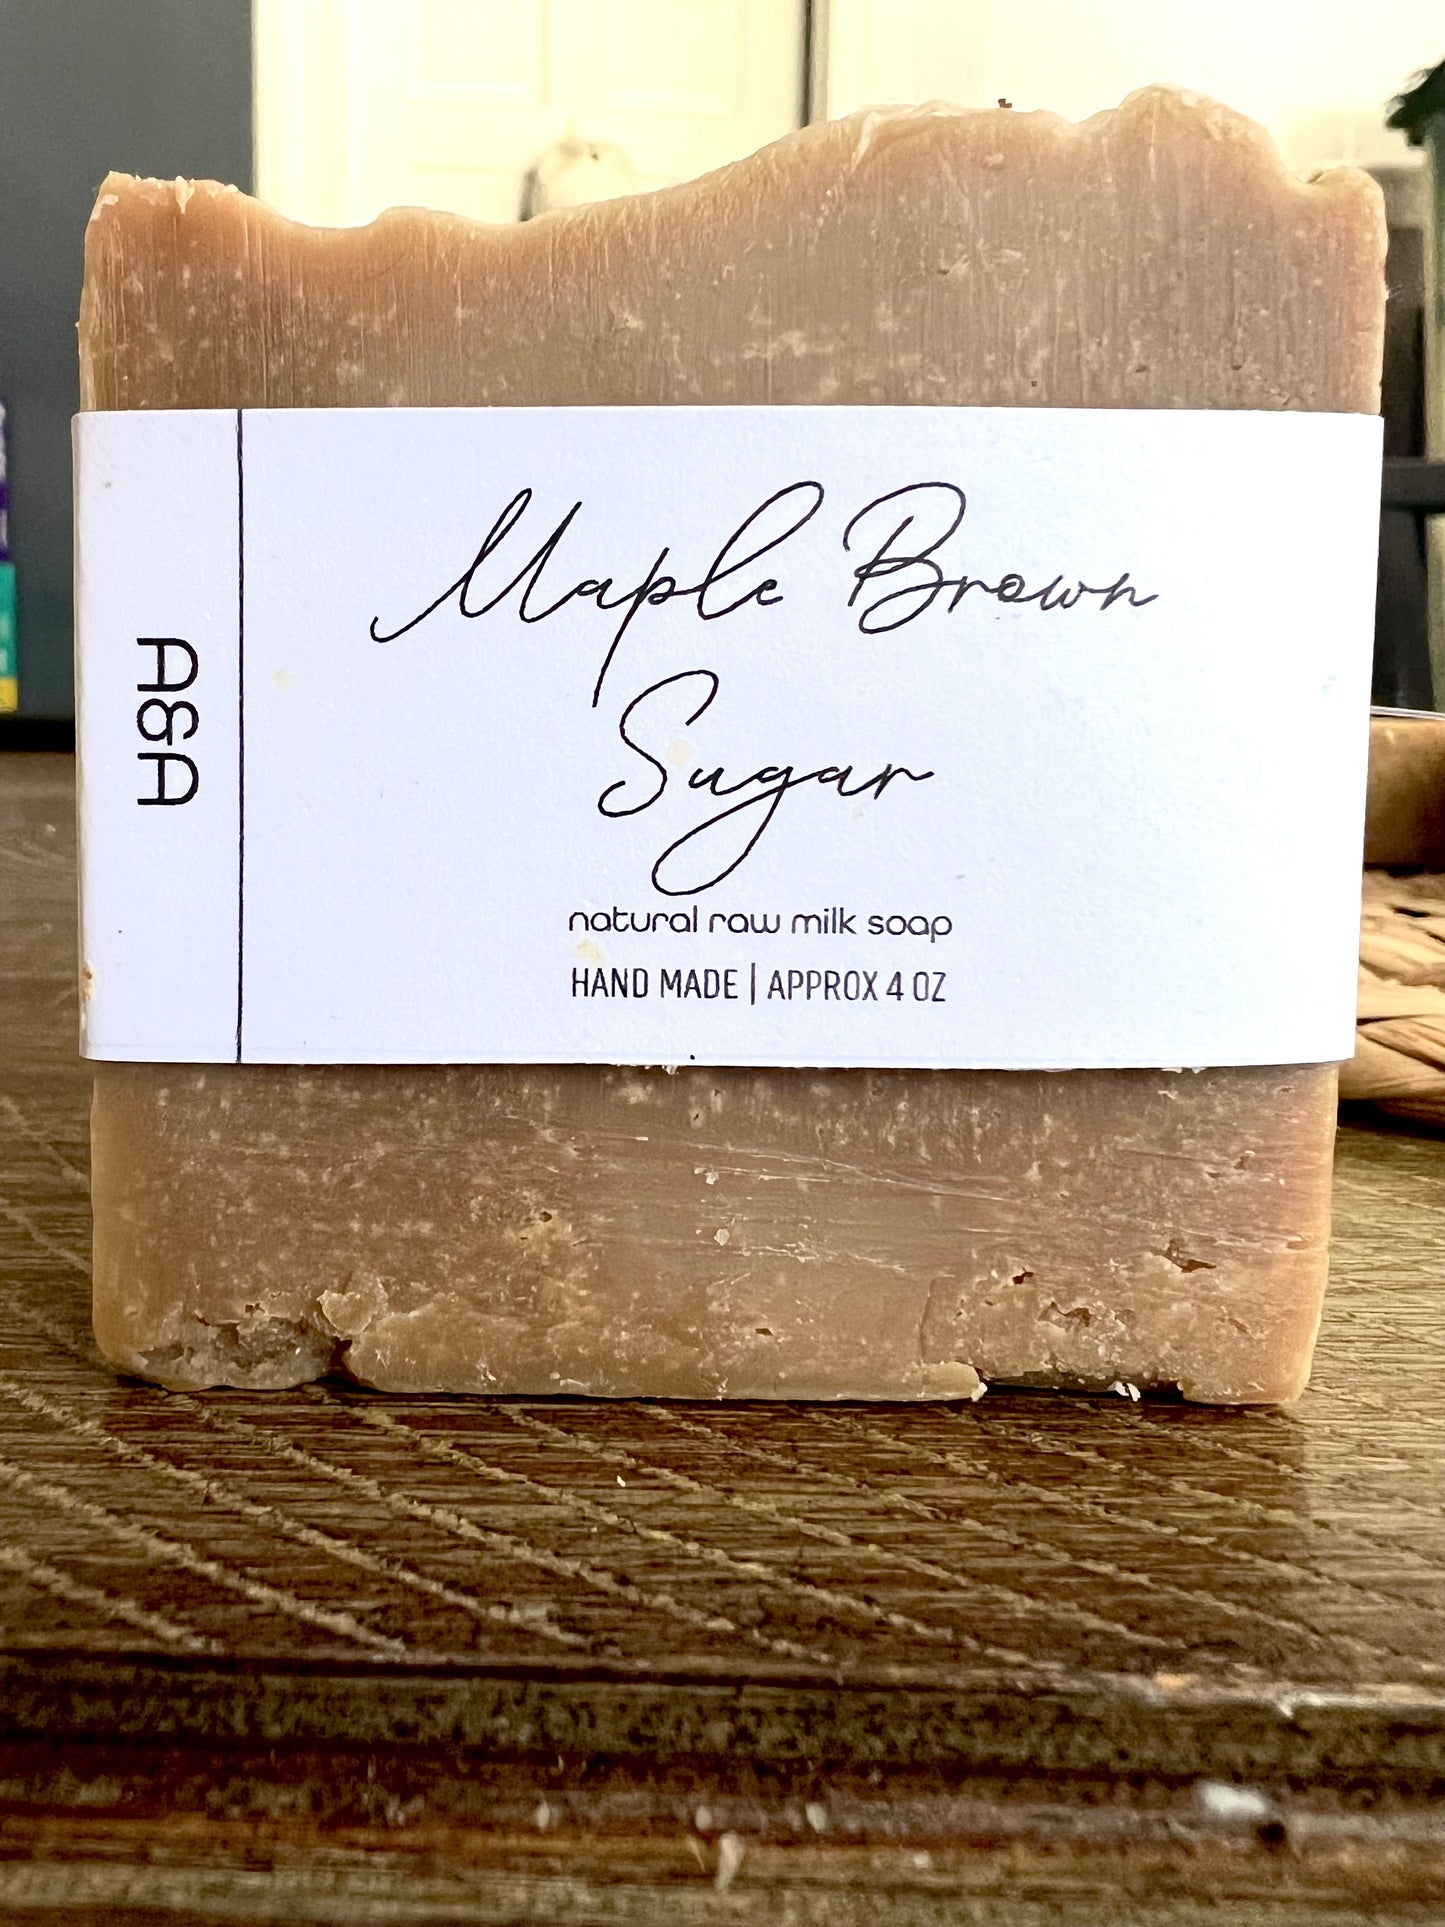 A&A
Maple Brown
Sugar
natural raw milk soap
HAND MADE | APPROX 4 OZ